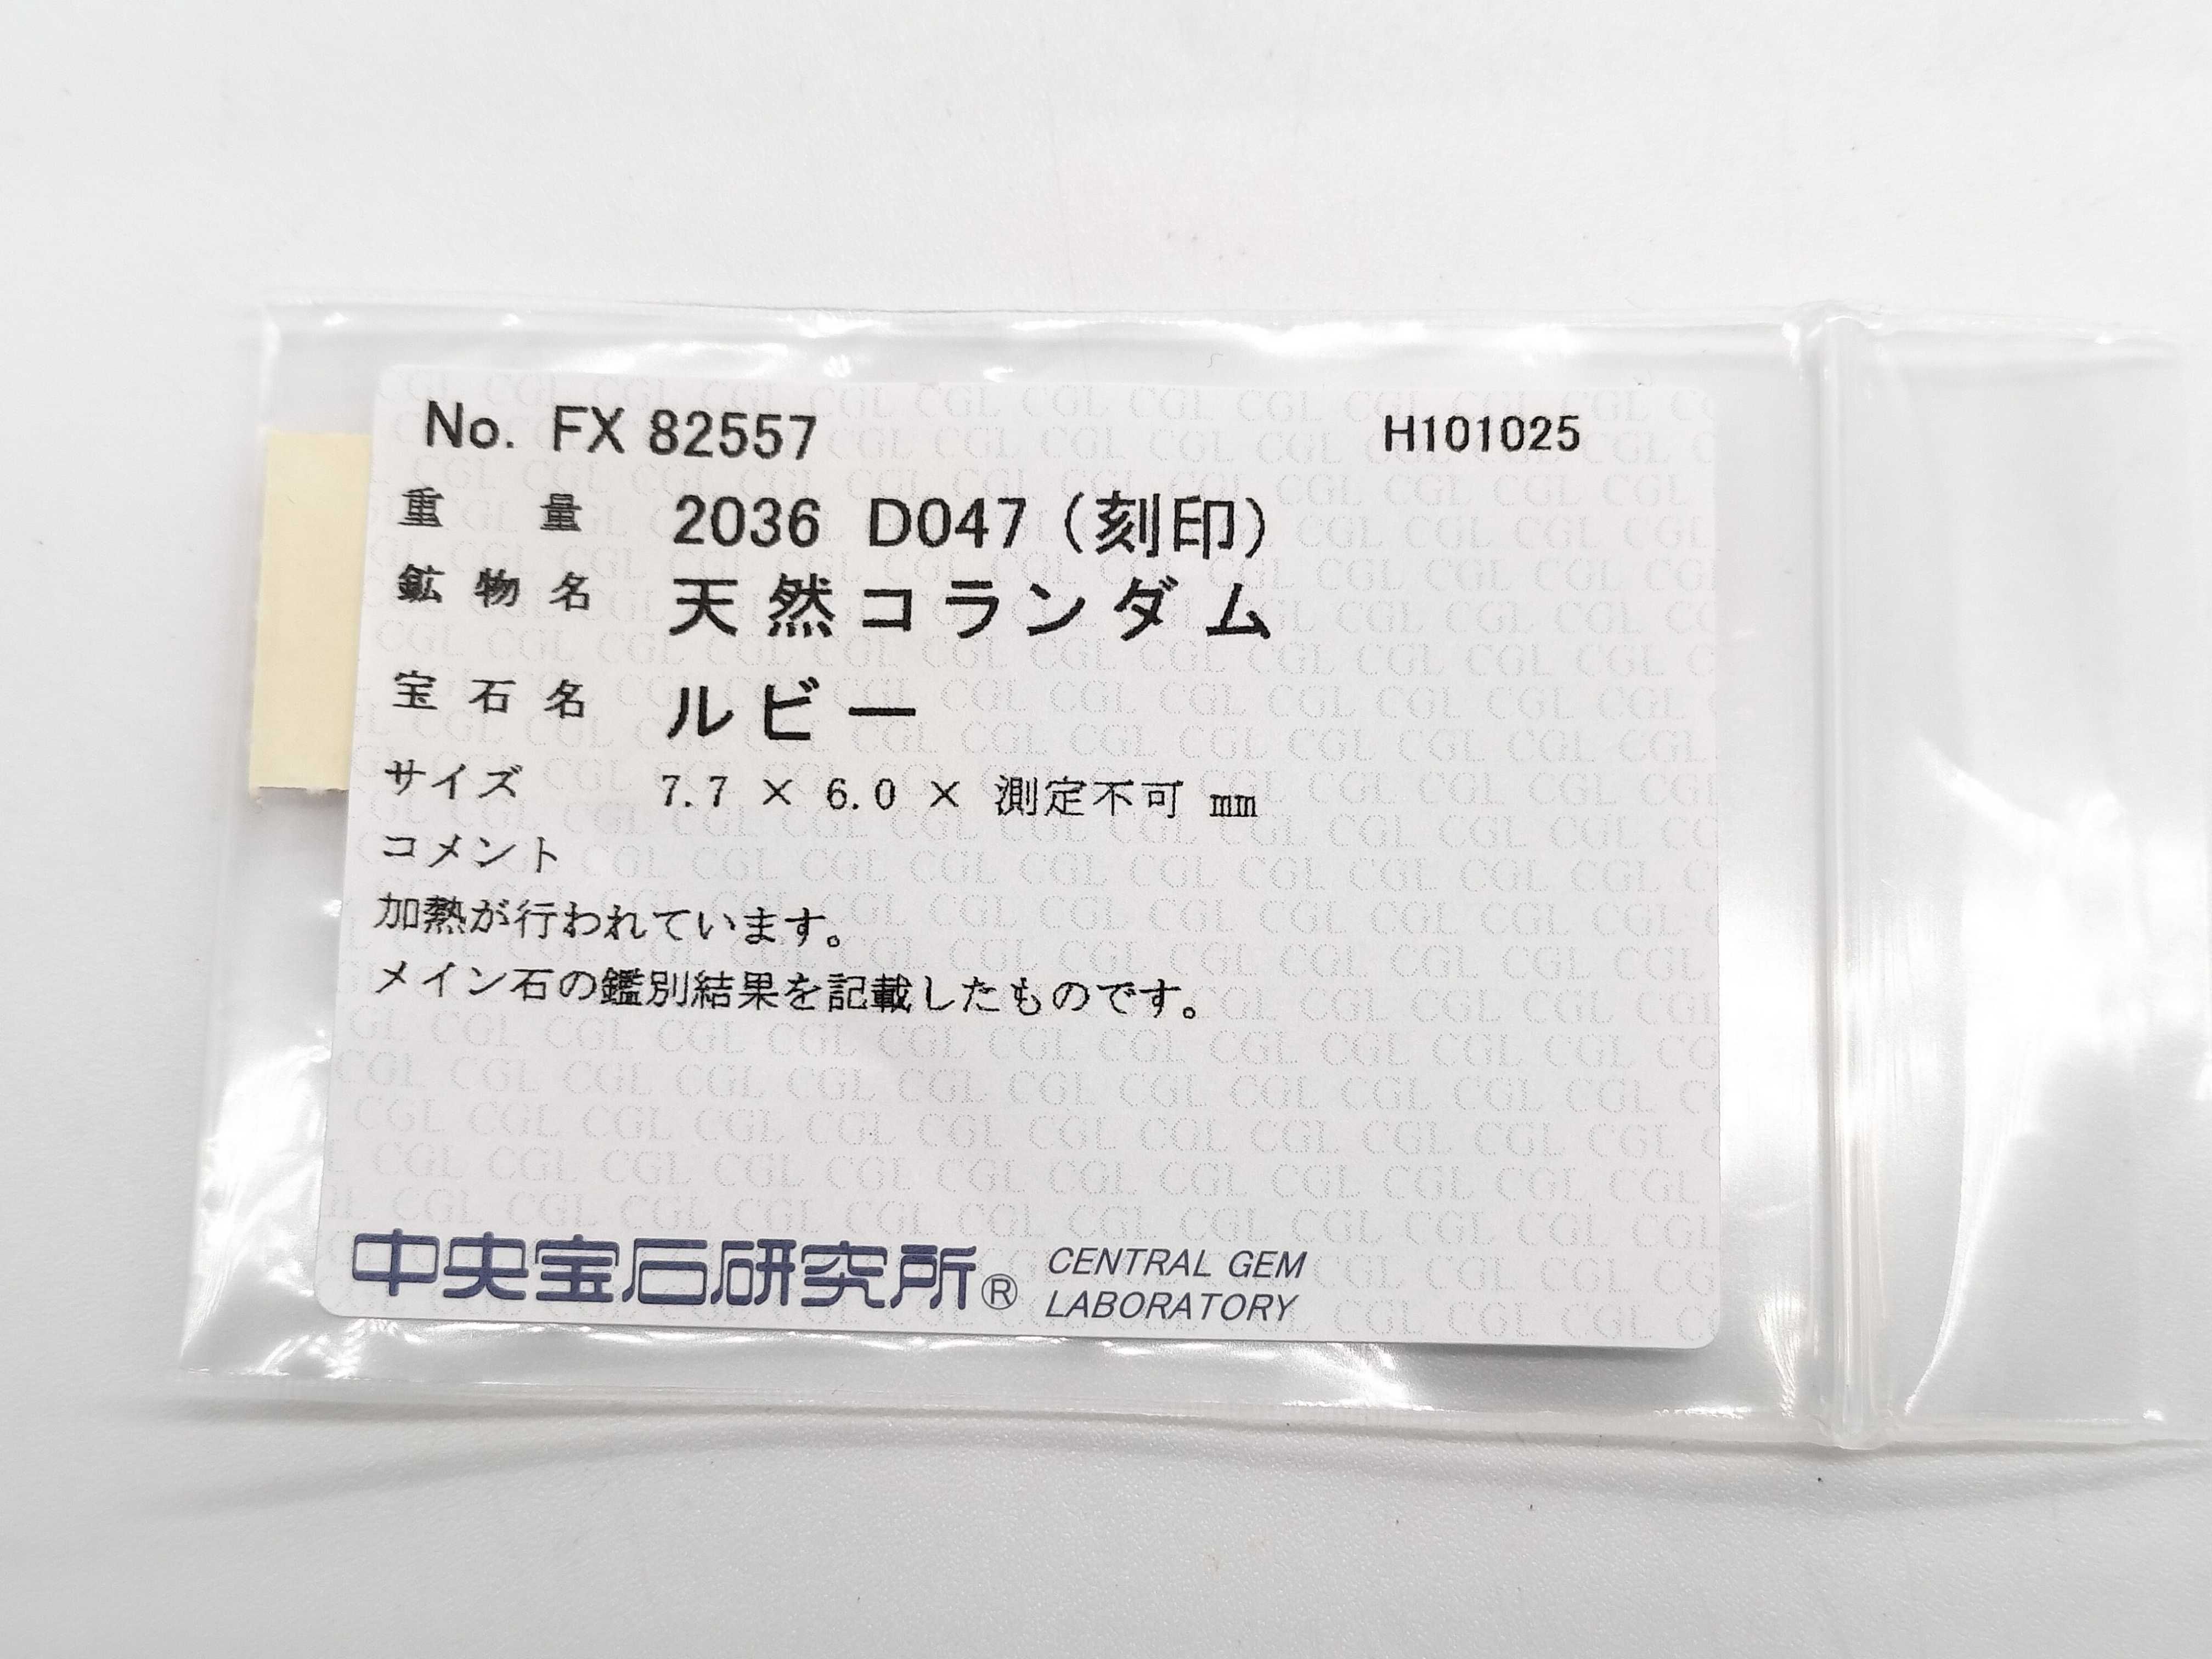 No. FX 82557 H101025
重量 2036 D047 (刻印)
鉱物名 天然コランダム
宝石名 ルビー
サイズ 7.7 × 6.0 × 測定不可 ㎜
コメント
加熱が行われています。
メイン石の鑑別結果を記載したものです。
中央宝石研究所® CENTRAL GEM
LABORATORY